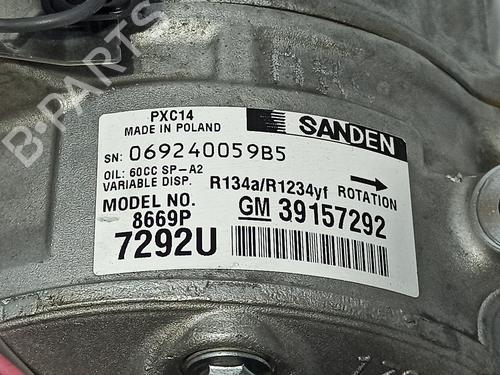 B-PARTS
PXC14
MADE IN POLAND
SANDEN
SN: 069240059B5
OIL: 60CC SP-A2
VARIABLE DISP.
R134a/R1234yf ROTATION
MODEL NO.
8669P
GM 39157292
7292U